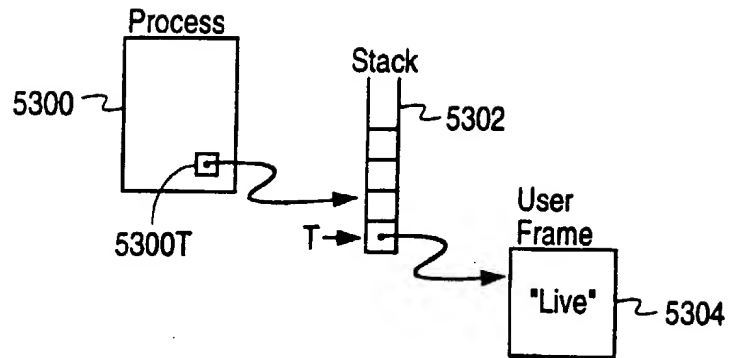 Process
Stack
5300
5302
5300T
T
User
Frame
"Live"
5304